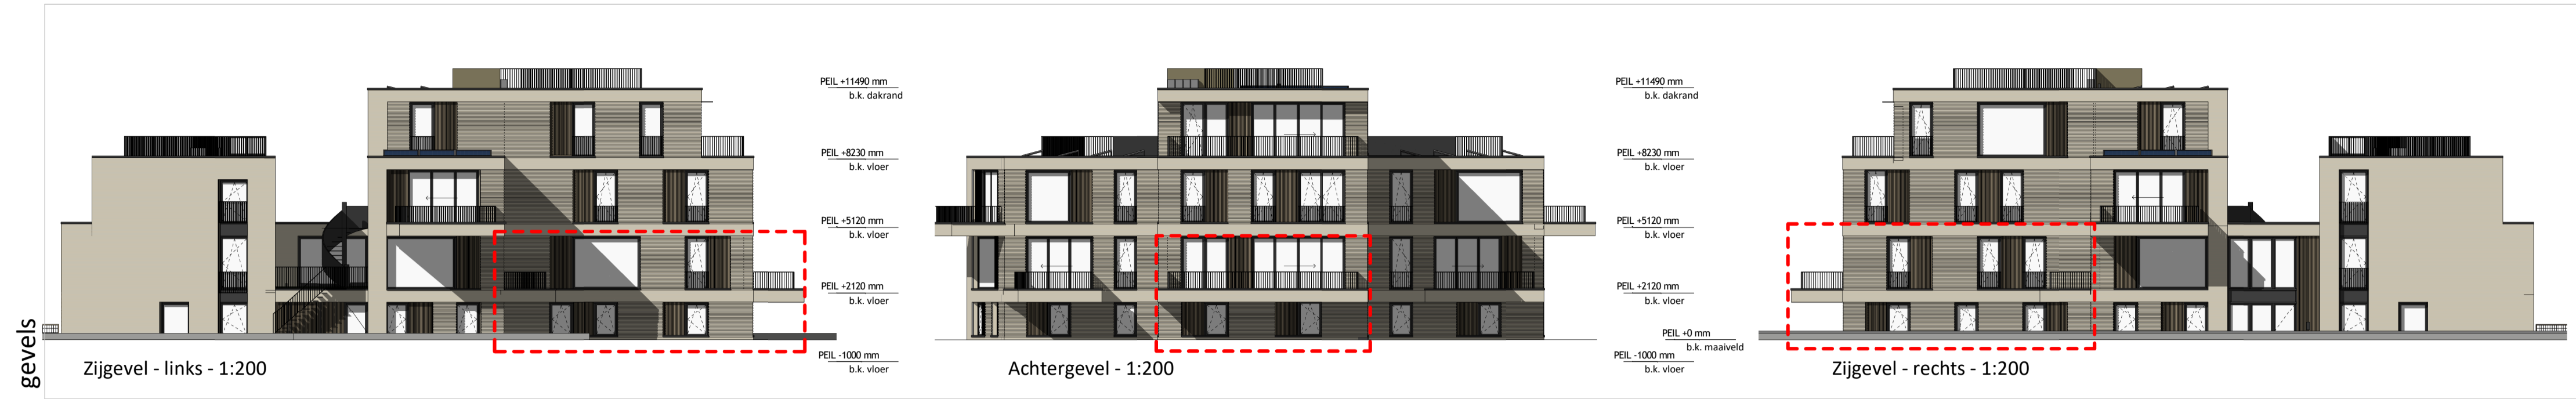 gevels
PEIL +11490 mm
b.k. dakrand
PEIL +8230 mm
b.k. vloer
PEIL +5120 mm
b.k. vloer
PEIL +2120 mm
b.k. vloer
PEIL -1000 mm
b.k. vloer
Zijgevel - links - 1:200
PEIL +11490 mm
b.k. dakrand
PEIL +8230 mm
b.k. vloer
PEIL +5120 mm
b.k. vloer
PEIL +2120 mm
b.k. vloer
PEIL +0 mm
b.k. maaiveld
PEIL -1000 mm
b.k. vloer
Achtergevel - 1:200
Zijgevel - rechts - 1:200